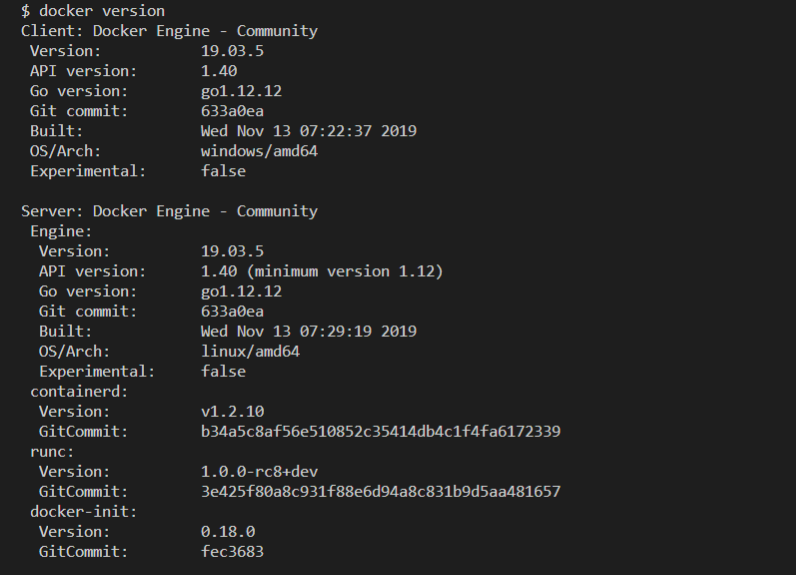 $ docker version
Client: Docker Engine - Community
 Version:           19.03.5
 API version:       1.40
 Go version:        go1.12.12
 Git commit:        633a0ea
 Built:             Wed Nov 13 07:22:37 2019
 OS/Arch:           windows/amd64
 Experimental:      false

Server: Docker Engine - Community
 Engine:
  Version:          19.03.5
  API version:      1.40 (minimum version 1.12)
  Go version:       go1.12.12
  Git commit:       633a0ea
  Built:            Wed Nov 13 07:29:19 2019
  OS/Arch:          linux/amd64
  Experimental:     false
 containerd:
  Version:          v1.2.10
  GitCommit:        b34a5c8af56e510852c35414db4c1f4fa6172339
 runc:
  Version:          1.0.0-rc8+dev
  GitCommit:        3e425f80a8c931f88e6d94a8c831b9d5aa481657
 docker-init:
  Version:          0.18.0
  GitCommit:        fec3683